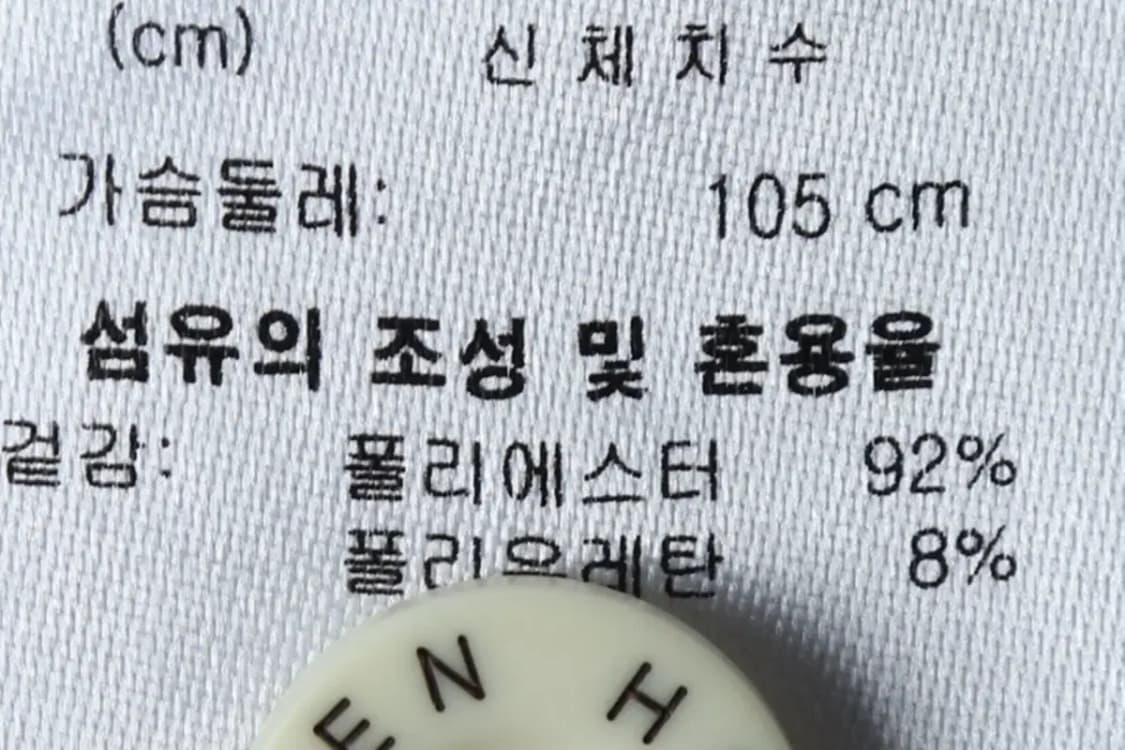 (cm) 신 체 치 수
가슴둘레: 105 cm
섬유의 조성 및 혼용율
겉감: 폴리에스터 92%
폴리우레탄 8%
EN H